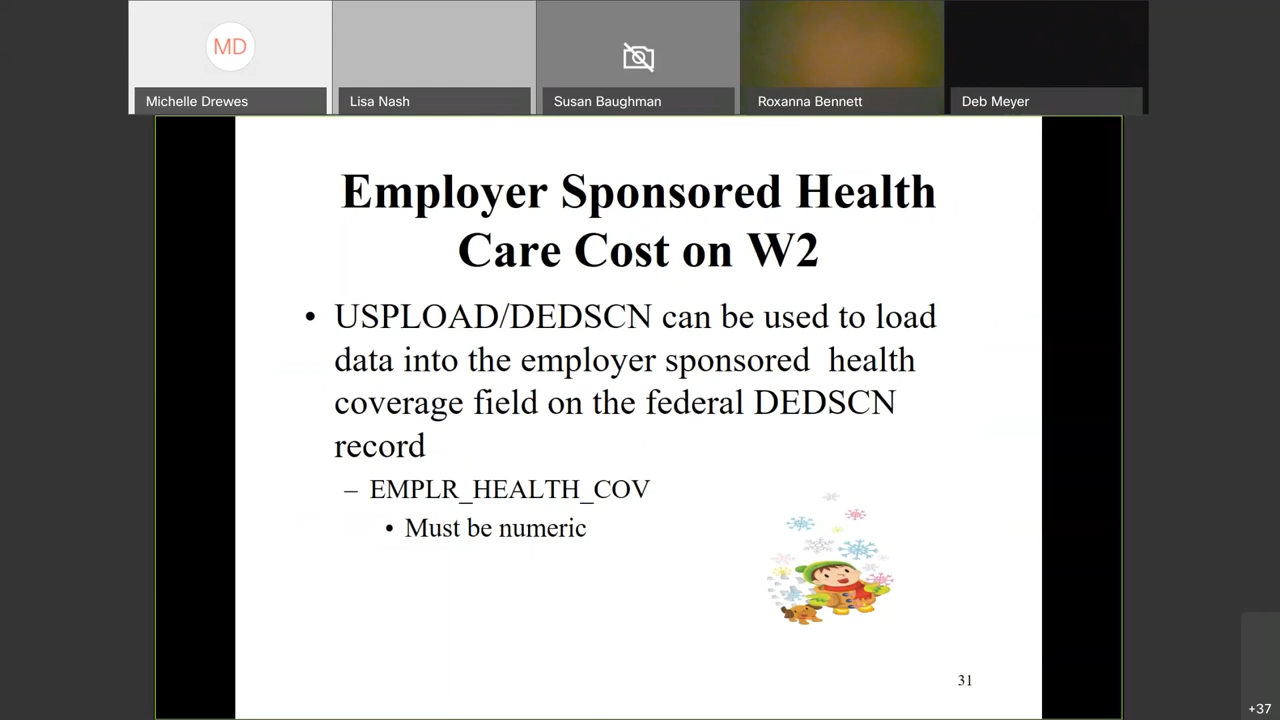 MD
Michelle Drewes
Lisa Nash
Susan Baughman
Roxanna Bennett
Deb Meyer
Employer Sponsored Health
Care Cost on W2
• USPLOAD/DEDSCN can be used to load
data into the employer sponsored health
coverage field on the federal DEDSCN
record
– EMPLR_HEALTH_COV
• Must be numeric
31
+37